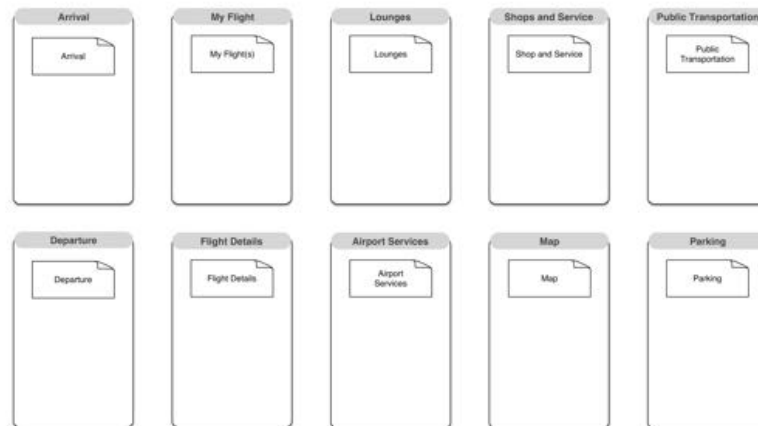 Arrival
My Flight
Lounges
Shops and Service
Public Transportation
Arrival
My Flight(s)
Lounges
Shop and Service
Public
Transportation
Departure
Flight Details
Airport Services
Map
Parking
Departure
Flight Details
Airport
Services
Map
Parking